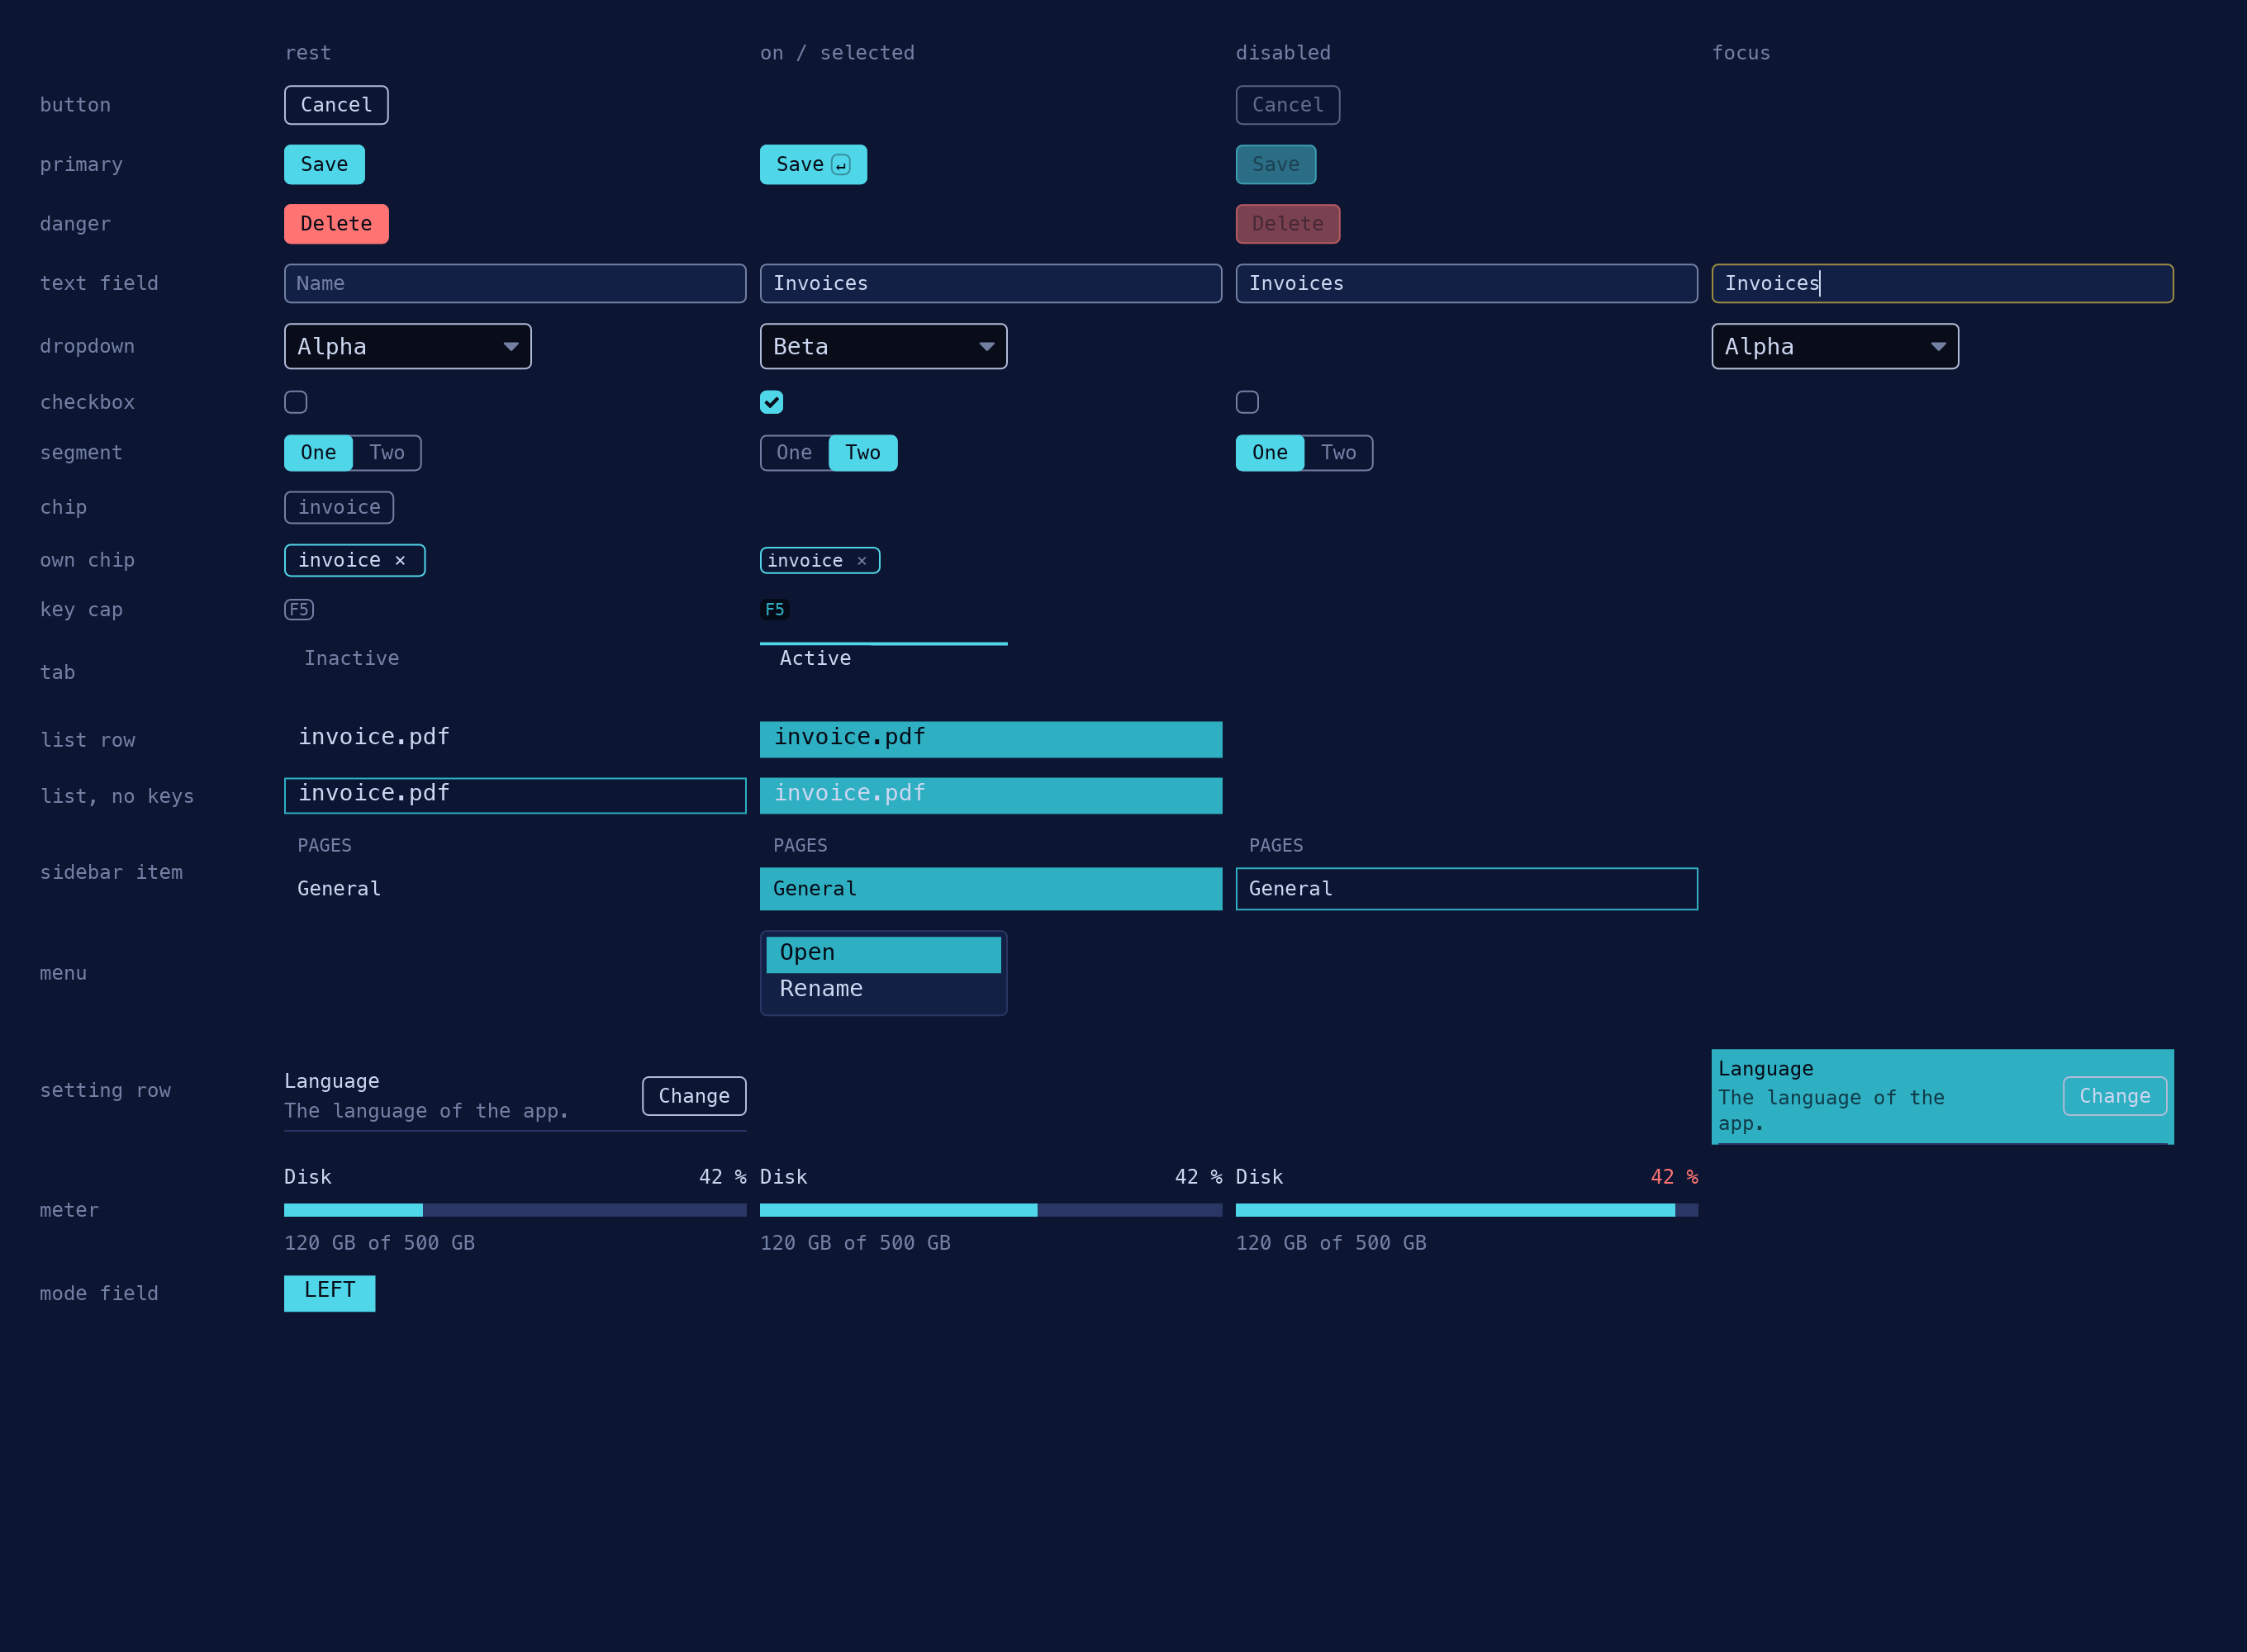 rest on / selected disabled focus
button Cancel Cancel
primary Save Save ↵ Save
danger Delete Delete
text field Name Invoices Invoices Invoices
dropdown Alpha Beta Alpha
checkbox
segment One Two One Two One Two
chip invoice
own chip invoice × invoice ×
key cap F5 F5
tab Inactive Active
list row invoice.pdf invoice.pdf
list, no keys invoice.pdf invoice.pdf
PAGES PAGES PAGES
sidebar item
General General General
Open
menu
Rename
Language Language
setting row Change Change
The language of the app. The language of the
app.
Disk 42 % Disk 42 % Disk 42 %
meter
120 GB of 500 GB 120 GB of 500 GB 120 GB of 500 GB
mode field LEFT